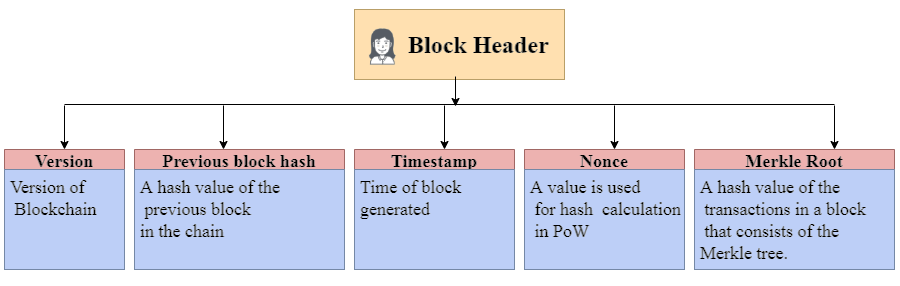 Block Header
Version
Version of
Blockchain
Previous block hash
A hash value of the
previous block
in the chain
Timestamp
Time of block
generated
Nonce
A value is used
for hash calculation
in PoW
Merkle Root
A hash value of the
transactions in a block
that consists of the
Merkle tree.